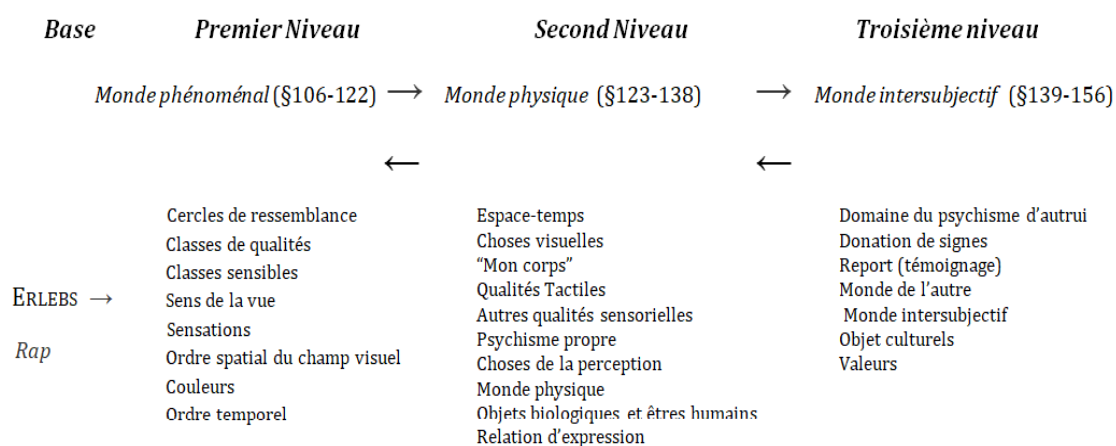 Base Premier Niveau Second Niveau Troisième niveau
Monde phénoménal (§106-122) → Monde physique (§123-138) → Monde intersubjectif (§139-156)
← ←
Cercles de ressemblance Espace-temps Domaine du psychisme d'autrui
Classes de qualités Choses visuelles Donation de signes
Classes sensibles “Mon corps” Report (témoignage)
ERLEBS → Sens de la vue Qualités Tactiles Monde de l'autre
Sensations Autres qualités sensorielles Monde intersubjectif
Rap Ordre spatial du champ visuel Psychisme propre Objet culturels
Couleurs Choses de la perception Valeurs
Ordre temporel Monde physique
Objets biologiques et êtres humains
Relation d'expression